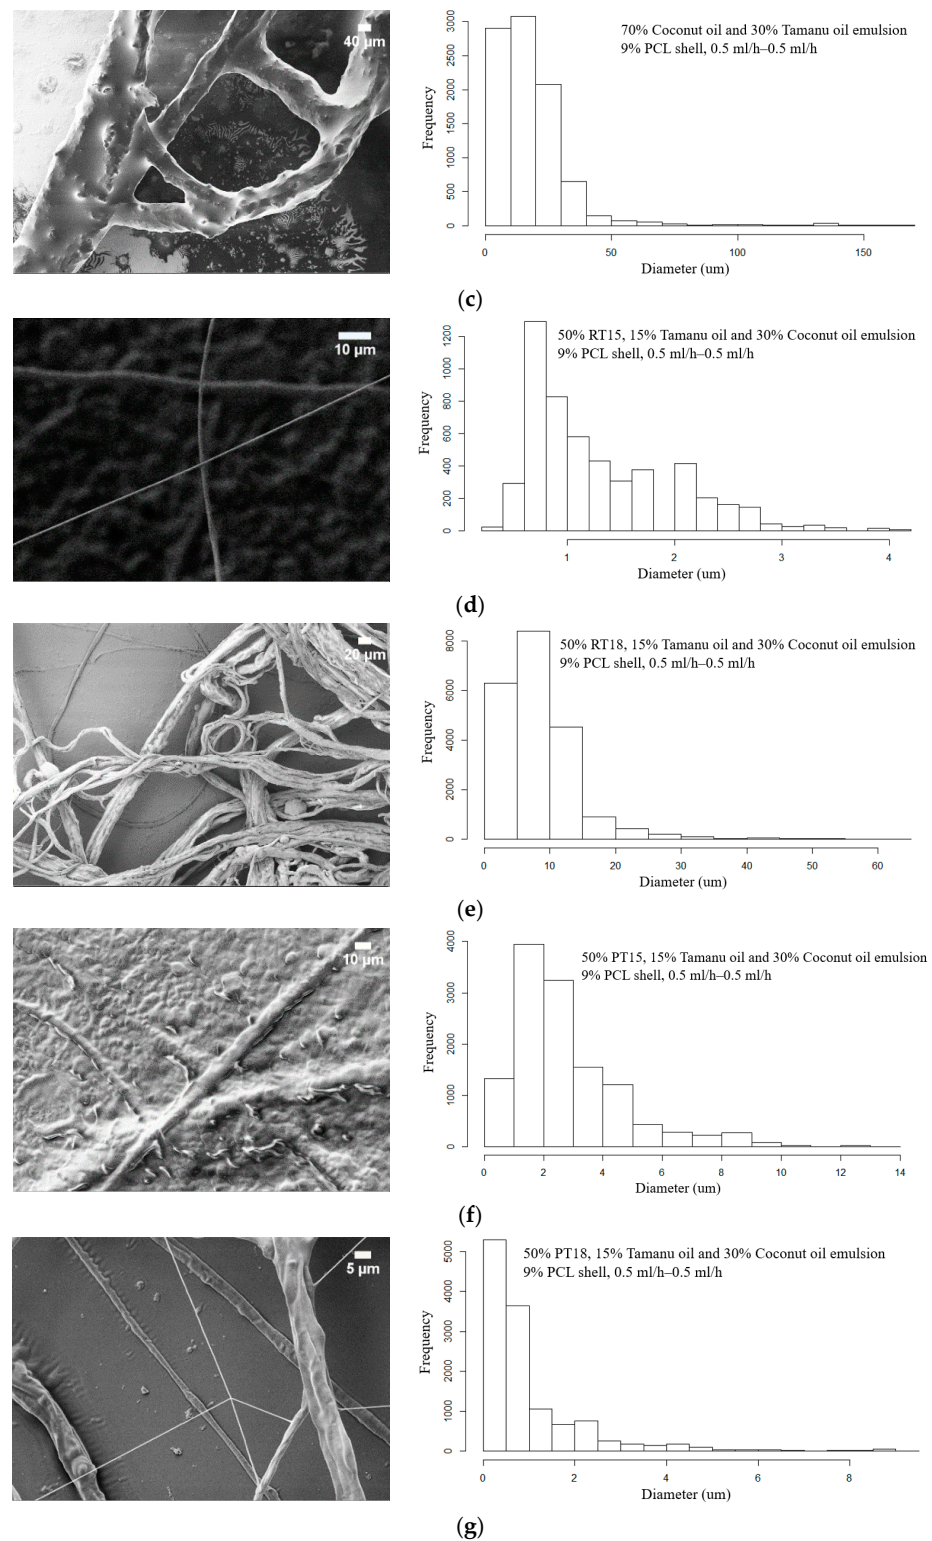 40 μm
70% Coconut oil and 30% Tamanu oil emulsion
9% PCL shell, 0.5 ml/h–0.5 ml/h
Frequency
0 500 1000 1500 2000 2500 3000
0 50 100 150
Diameter (um)
(c)
10 μm
50% RT15, 15% Tamanu oil and 30% Coconut oil emulsion
9% PCL shell, 0.5 ml/h–0.5 ml/h
Frequency
0 200 400 600 800 1000 1200
1 2 3 4
Diameter (um)
(d)
20 μm
50% RT18, 15% Tamanu oil and 30% Coconut oil emulsion
9% PCL shell, 0.5 ml/h–0.5 ml/h
Frequency
0 2000 4000 6000 8000
0 10 20 30 40 50 60
Diameter (um)
(e)
10 μm
50% PT15, 15% Tamanu oil and 30% Coconut oil emulsion
9% PCL shell, 0.5 ml/h–0.5 ml/h
Frequency
0 1000 2000 3000 4000
0 2 4 6 8 10 12 14
Diameter (um)
(f)
5 μm
50% PT18, 15% Tamanu oil and 30% Coconut oil emulsion
9% PCL shell, 0.5 ml/h–0.5 ml/h
Frequency
0 1000 2000 3000 4000 5000
0 2 4 6 8
Diameter (um)
(g)